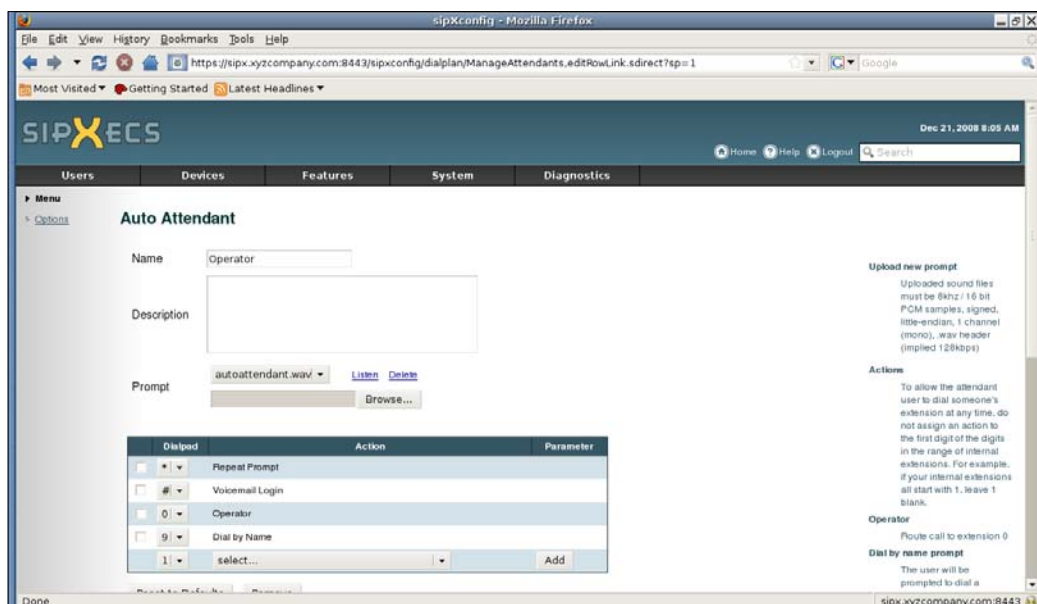 sipXconfig - Mozilla Firefox
File Edit View History Bookmarks Tools Help
https://sipx.xyzcompany.com:8443/sipxconfig/dialplan/ManageAttendants,editRowLink.sdirect?sp=1
Google
Most Visited Getting Started Latest Headlines
SIPXECS
Dec 21, 2008 8:05 AM
Home Help Logout Search
Users Devices Features System Diagnostics
Menu
Options
Auto Attendant
Name Operator
Description
Prompt
autoattendant.wav Listen Delete
Browse...
Dialpad Action Parameter
* Repeat Prompt
# Voicemail Login
0 Operator
9 Dial by Name
1 select... Add
Reset to Defaults Remove
Upload new prompt
Uploaded sound files
must be 8khz / 16 bit
PCM samples, signed,
little-endian, 1 channel
(mono), .wav header
(implied 128kbps)
Actions
To allow the attendant
user to dial someone's
extension at any time, do
not assign an action to
the first digit of the digits
in the range of internal
extensions. For example,
if your internal extensions
all start with 1, leave 1
blank.
Operator
Route call to extension 0
Dial by name prompt
The user will be
prompted to dial a
Done
sipx.xyzcompany.com:8443